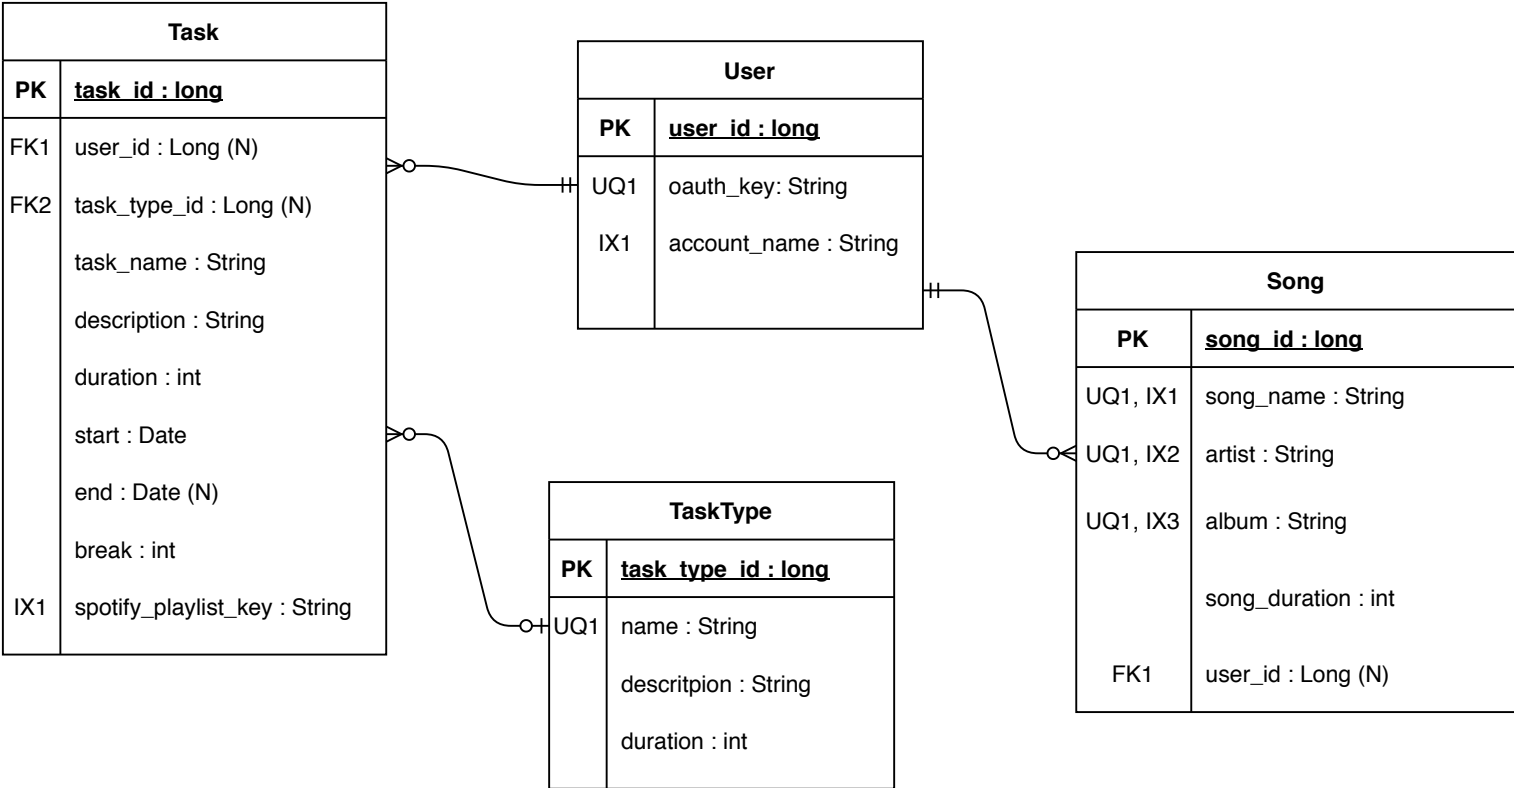 Task
PK task_id : long
FK1 user_id : Long (N)
FK2 task_type_id : Long (N)
task_name : String
description : String
duration : int
start : Date
end : Date (N)
break : int
IX1 spotify_playlist_key : String
User
PK user_id : long
UQ1 oauth_key: String
IX1 account_name : String
TaskType
PK task_type_id : long
UQ1 name : String
descritpion : String
duration : int
Song
PK song_id : long
UQ1, IX1 song_name : String
UQ1, IX2 artist : String
UQ1, IX3 album : String
song_duration : int
FK1 user_id : Long (N)